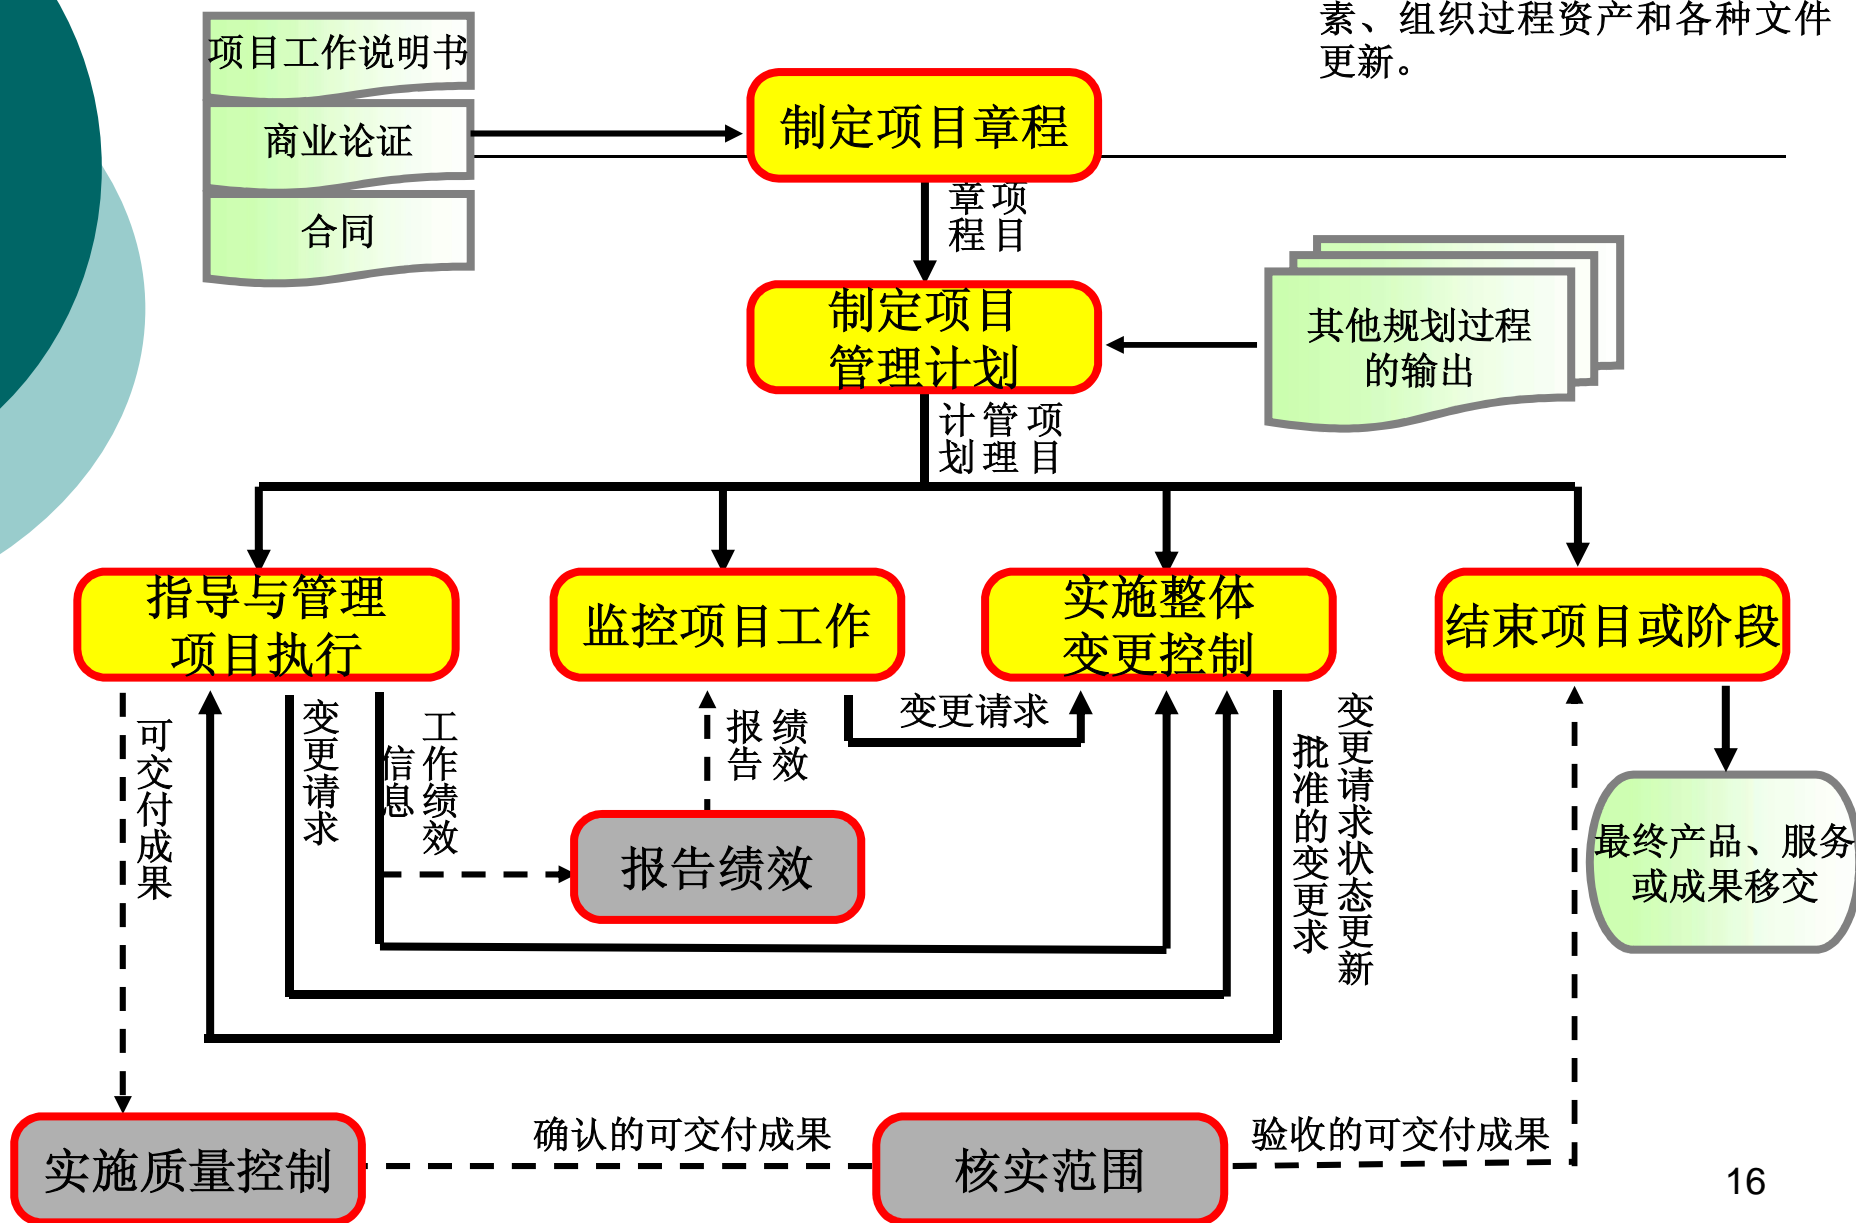 素、组织过程资产和各种文件
更新。
项目工作说明书
商业论证
合同
制定项目章程
项目
章程
制定项目
管理计划
其他规划过程
的输出
项目
管理
计划
指导与管理
项目执行
监控项目工作
实施整体
变更控制
结束项目或阶段
可交付成果
变更请求
工作绩效
信息
绩效
报告
变更请求
变更请求状态更新
批准的变更求
报告绩效
最终产品、服务
或成果移交
实施质量控制
确认的可交付成果
核实范围
验收的可交付成果
16